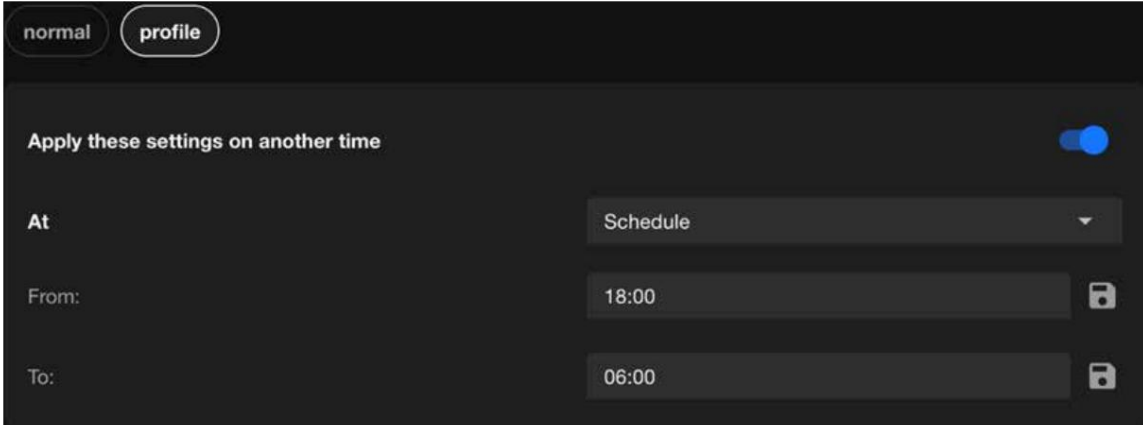 normal profile
Apply these settings on another time
At Schedule
From: 18:00
To: 06:00